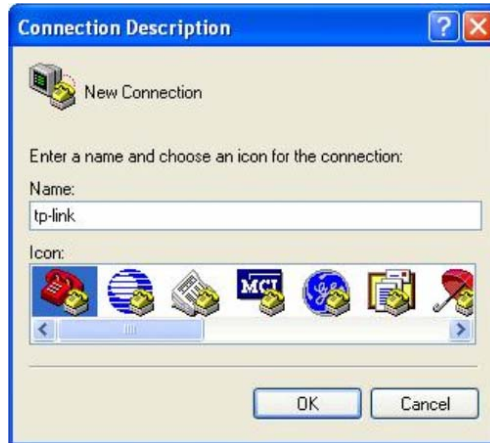 Connection Description
New Connection
Enter a name and choose an icon for the connection:
Name:
tp-link
Icon:
MCI
OK
Cancel